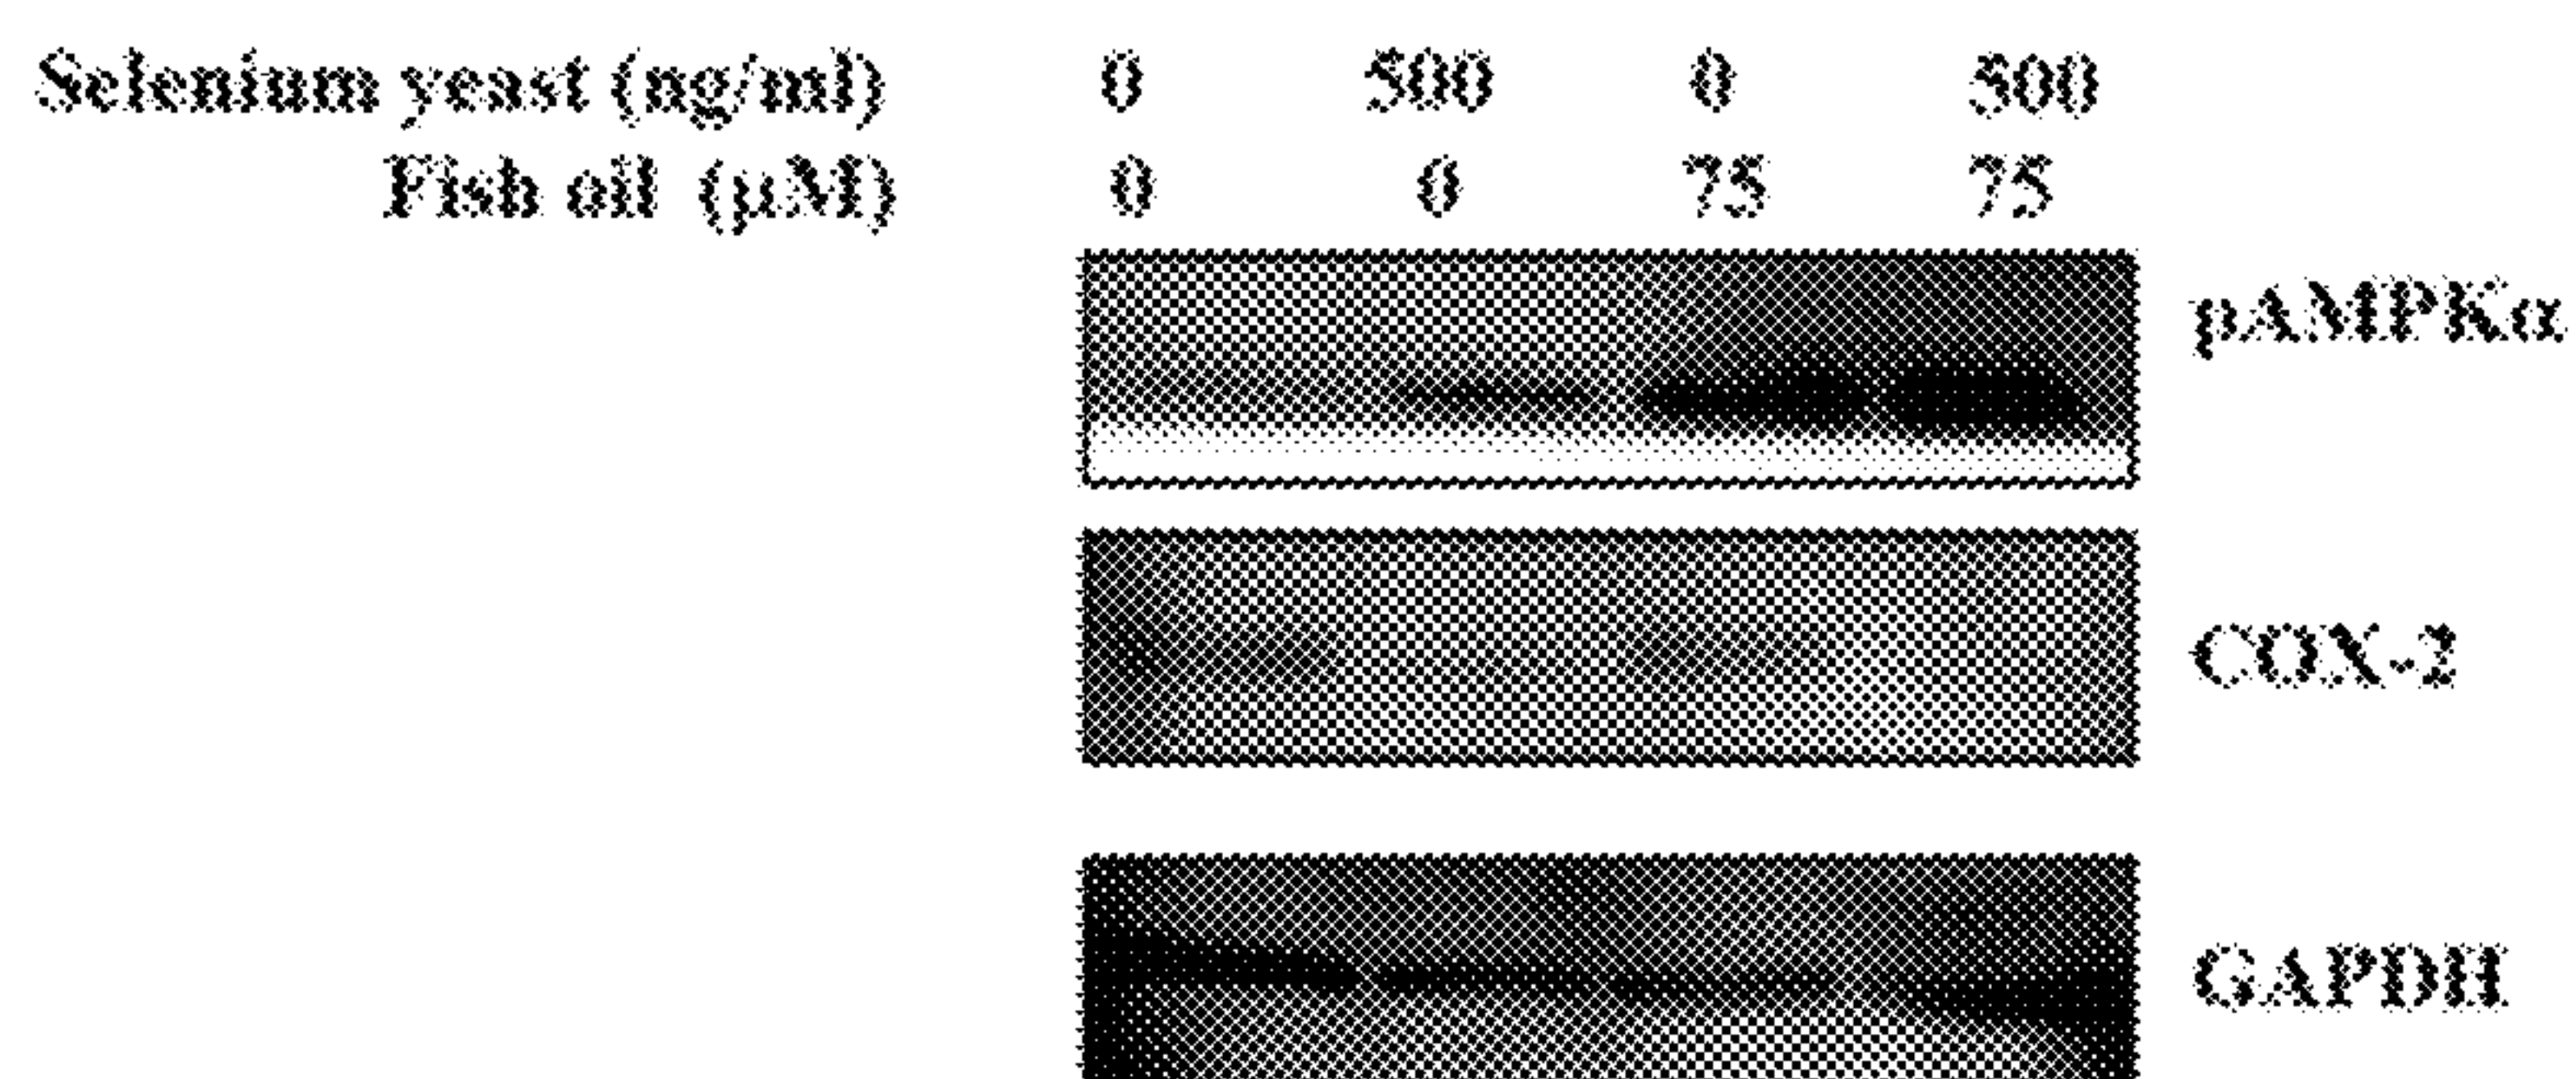 Selenium yeast (ng/ml) 0 500 0 500
Fish oil (µM) 0 0 75 75
pAMPKα
COX-2
GAPDH